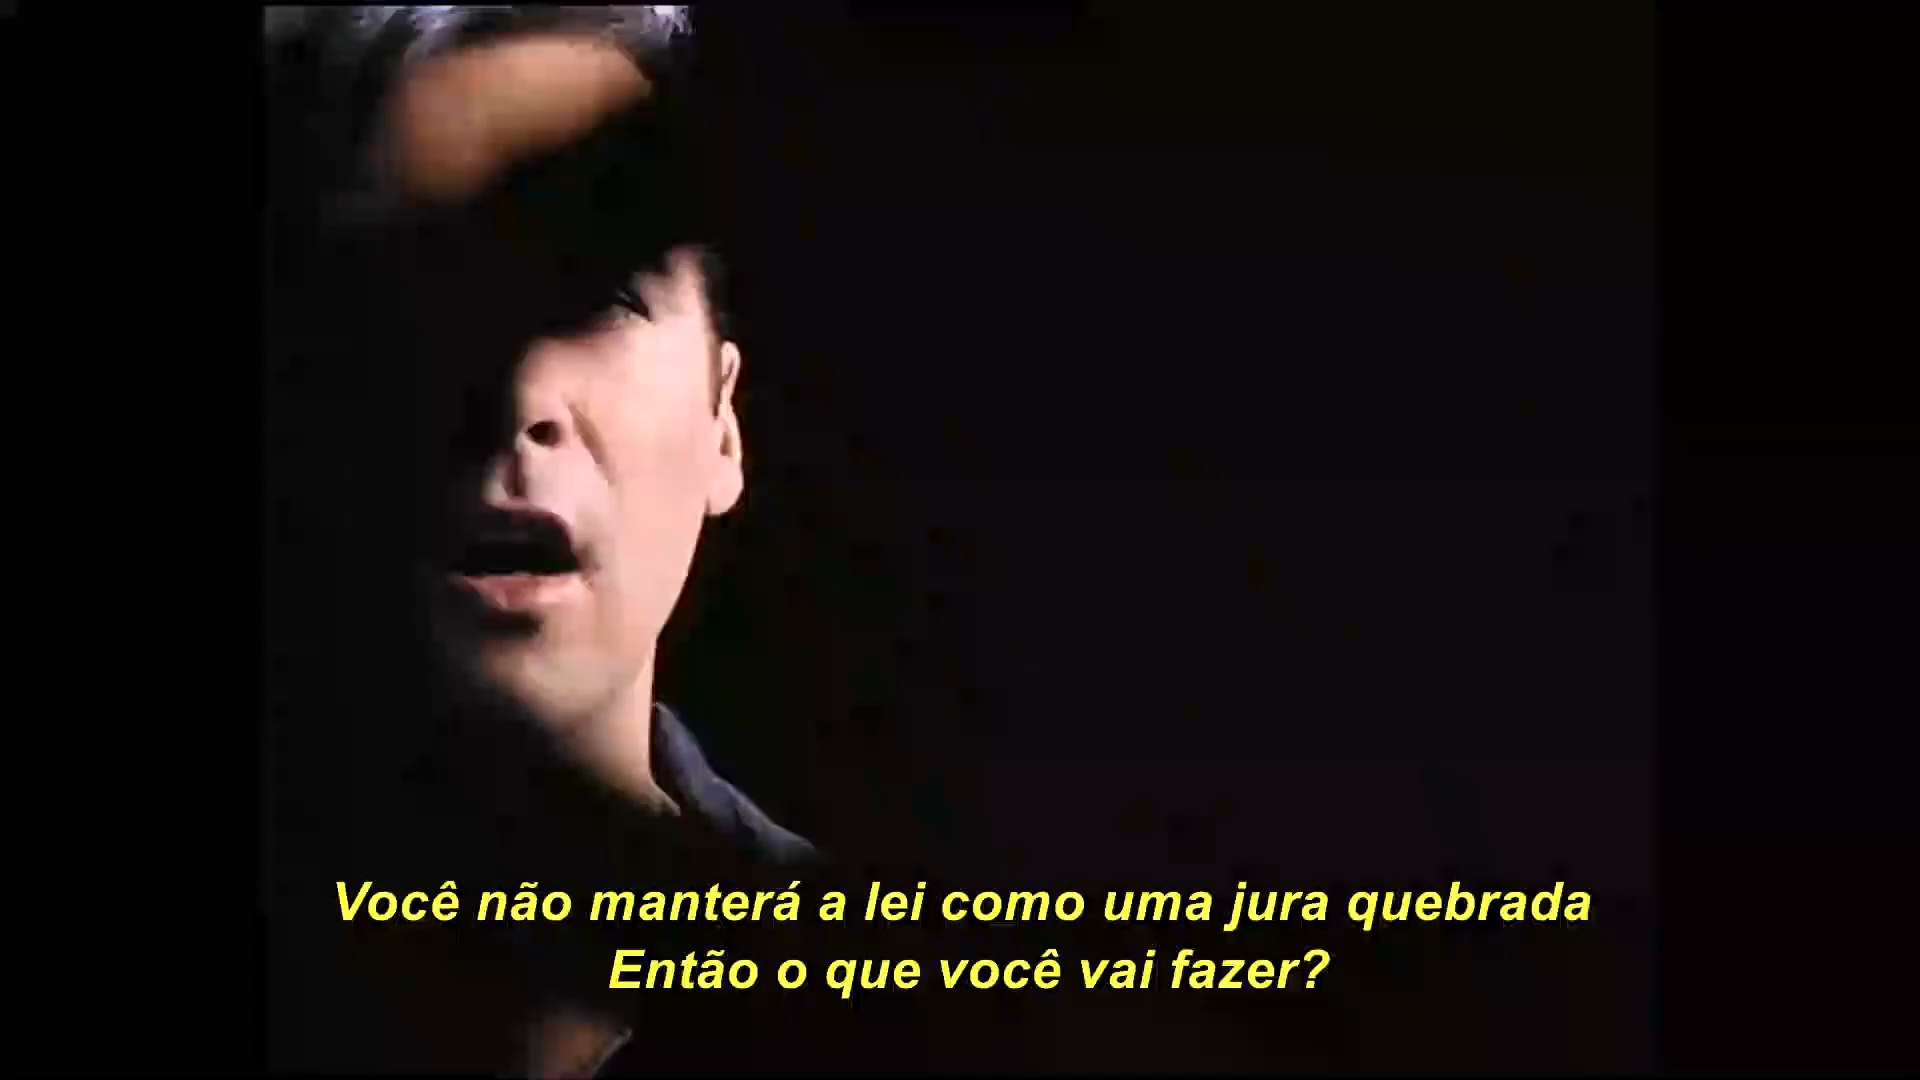 Você não manterá a lei como uma jura quebrada
Então o que você vai fazer?